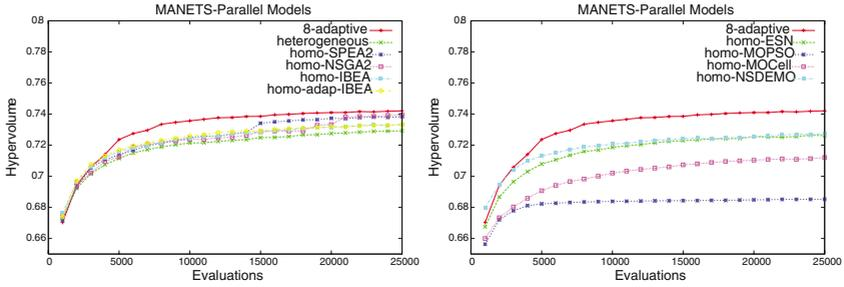 MANETS-Parallel Models
0.8
0.78
0.76
0.74
0.72
0.7
0.68
0.66
Hypervolume
8-adaptive
heterogeneous
homo-SPEA2
homo-NSGA2
homo-IBEA
homo-adap-IBEA
0
5000
10000
15000
20000
25000
Evaluations
MANETS-Parallel Models
0.8
0.78
0.76
0.74
0.72
0.7
0.68
0.66
Hypervolume
8-adaptive
homo-ESN
homo-MOPSO
homo-MOCell
homo-NSDEMO
0
5000
10000
15000
20000
25000
Evaluations